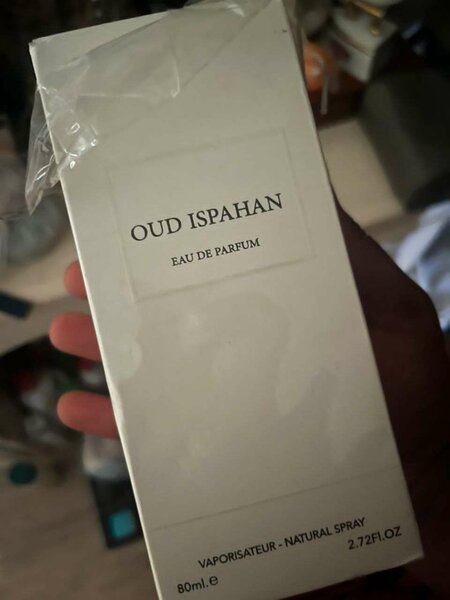 OUD ISPAHAN
EAU DE PARFUM
VAPORISATEUR - NATURAL SPRAY
80ml.e 2.72Fl.OZ